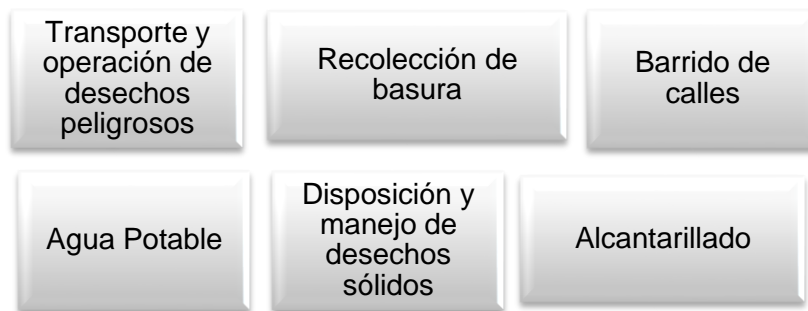 Transporte y
operación de
desechos
peligrosos
Recolección de
basura
Barrido de
calles
Agua Potable
Disposición y
manejo de
desechos
sólidos
Alcantarillado